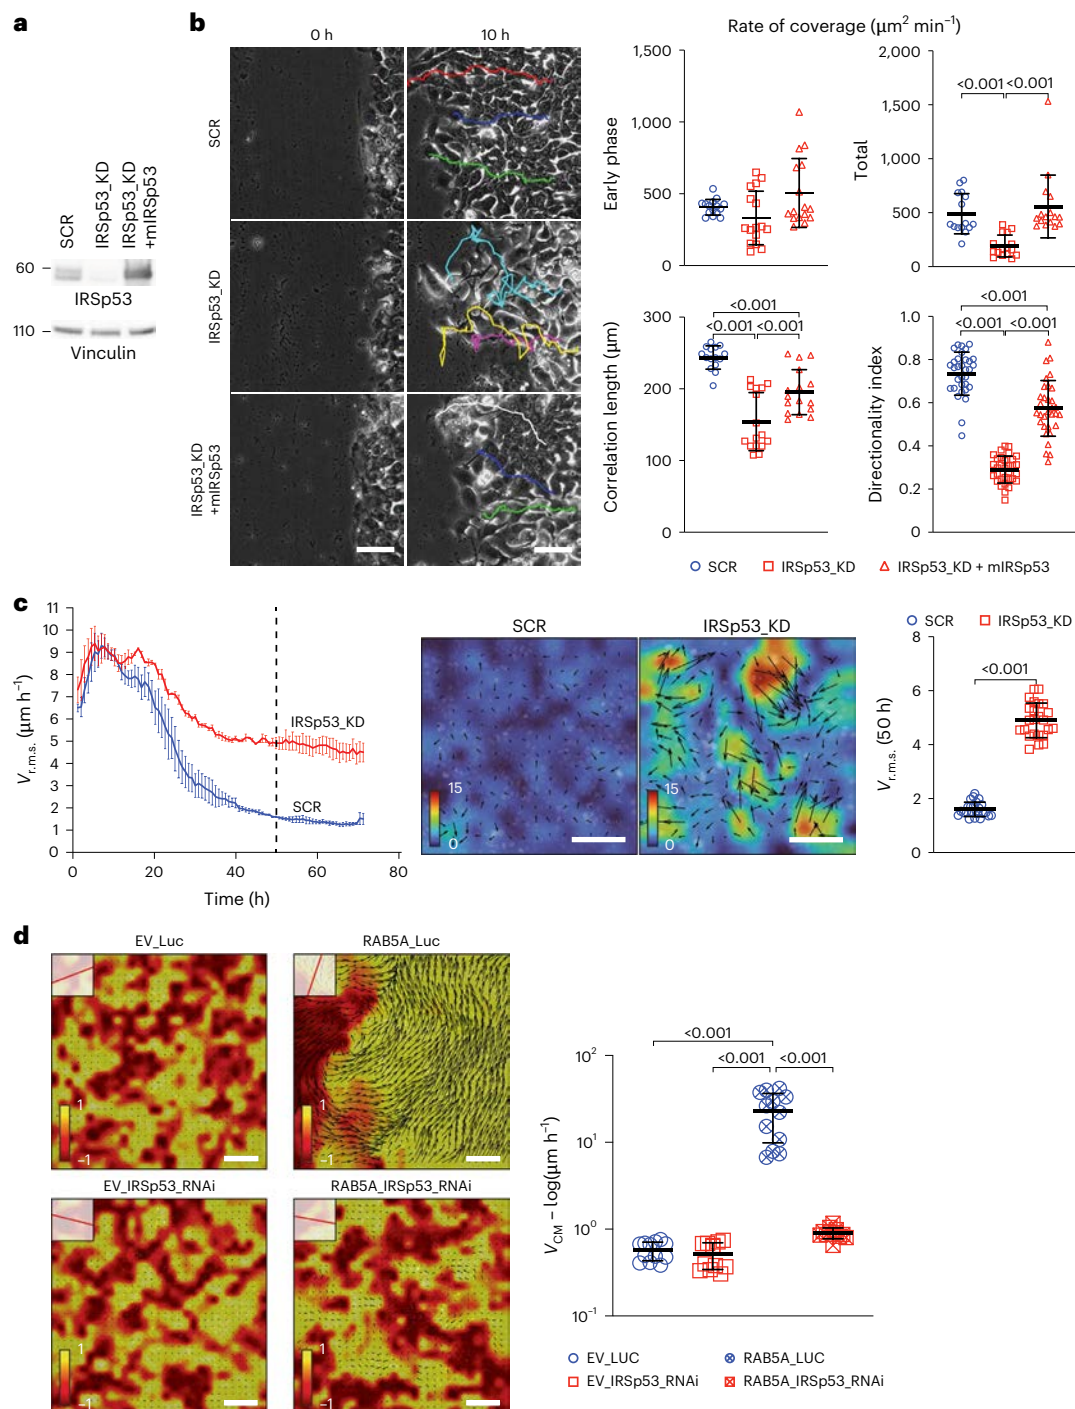 a
SCR
IRSp53_KD
IRSp53_KD
+mIRSp53
60
IRSp53
110
Vinculin
b
0 h
10 h
SCR
IRSp53_KD
IRSp53_KD
+mIRSp53
Rate of coverage (μm² min⁻¹)
Early phase
1,500
1,000
500
0
Total
2,000
1,500
1,000
500
0
<0.001
<0.001
Correlation length (μm)
300
200
100
0
<0.001
<0.001
<0.001
Directionality index
1.0
0.8
0.6
0.4
0.2
0
<0.001
<0.001
<0.001
SCR
IRSp53_KD
IRSp53_KD + mIRSp53
c
V r.m.s. (μm h⁻¹)
11
10
9
8
7
6
5
4
3
2
1
0
IRSp53_KD
SCR
0
20
40
60
80
Time (h)
SCR
15
0
IRSp53_KD
15
0
SCR
IRSp53_KD
V r.m.s. (50 h)
8
6
4
2
0
<0.001
d
EV_Luc
1
−1
RAB5A_Luc
1
−1
EV_IRSp53_RNAi
1
−1
RAB5A_IRSp53_RNAi
1
−1
V CM − log(μm h⁻¹)
10²
10¹
10⁰
10⁻¹
<0.001
<0.001
<0.001
EV_LUC
RAB5A_LUC
EV_IRSp53_RNAi
RAB5A_IRSp53_RNAi